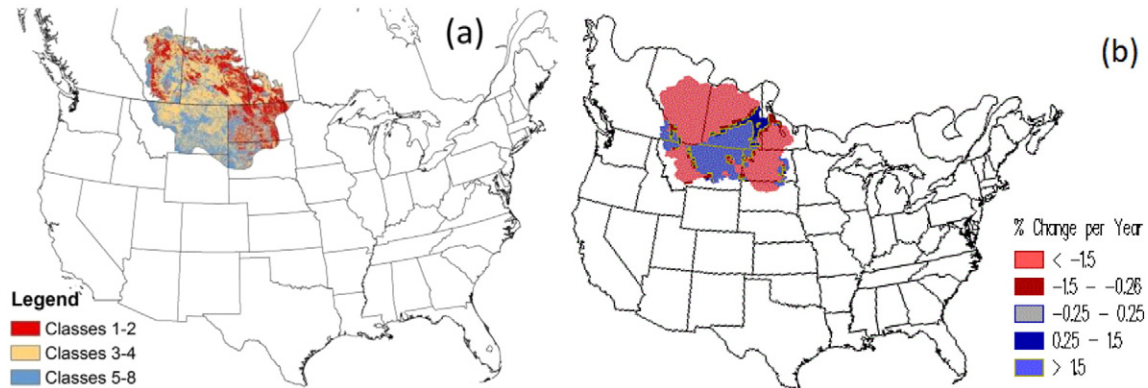 (a)
Legend
Classes 1-2
Classes 3-4
Classes 5-8
(b)
% Change per Year
< -1.5
-1.5 - -0.26
-0.25 - 0.25
0.25 - 1.5
> 1.5